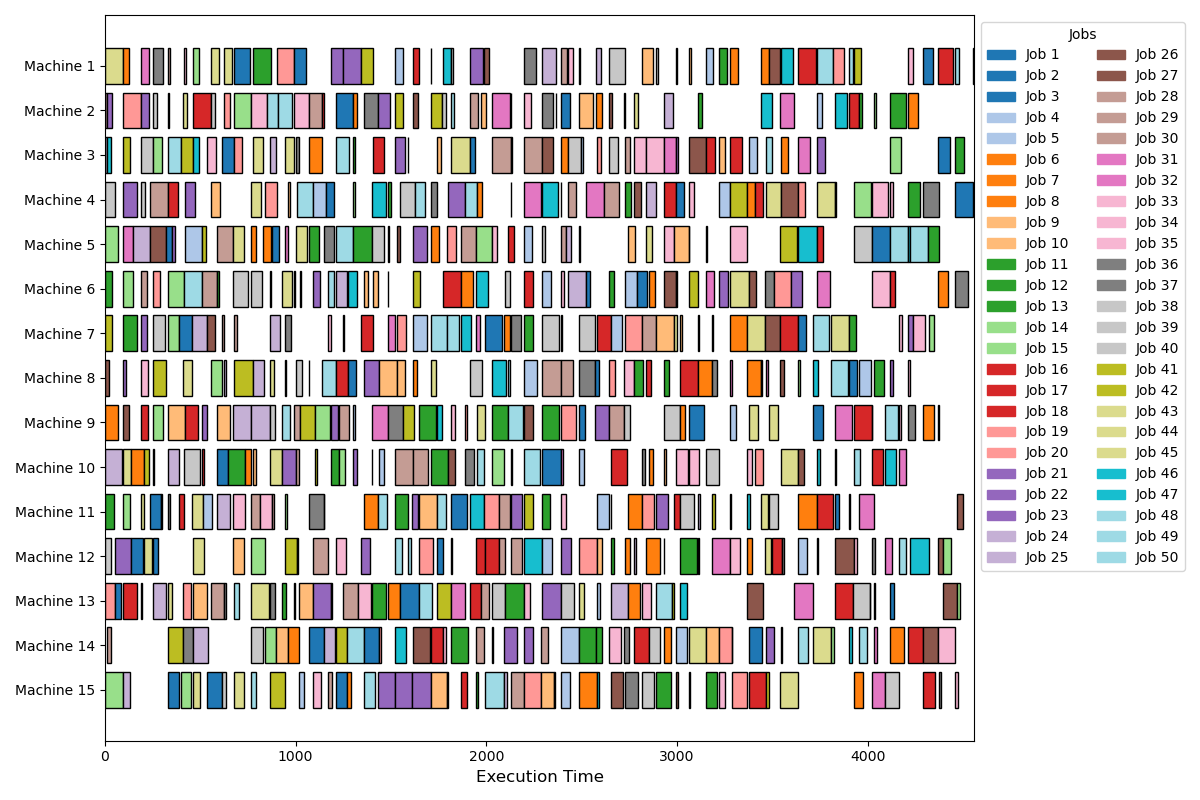 Machine 1
Machine 2
Machine 3
Machine 4
Machine 5
Machine 6
Machine 7
Machine 8
Machine 9
Machine 10
Machine 11
Machine 12
Machine 13
Machine 14
Machine 15
0 1000 2000 3000 4000
Execution Time
Jobs
Job 1 Job 26
Job 2 Job 27
Job 3 Job 28
Job 4 Job 29
Job 5 Job 30
Job 6 Job 31
Job 7 Job 32
Job 8 Job 33
Job 9 Job 34
Job 10 Job 35
Job 11 Job 36
Job 12 Job 37
Job 13 Job 38
Job 14 Job 39
Job 15 Job 40
Job 16 Job 41
Job 17 Job 42
Job 18 Job 43
Job 19 Job 44
Job 20 Job 45
Job 21 Job 46
Job 22 Job 47
Job 23 Job 48
Job 24 Job 49
Job 25 Job 50